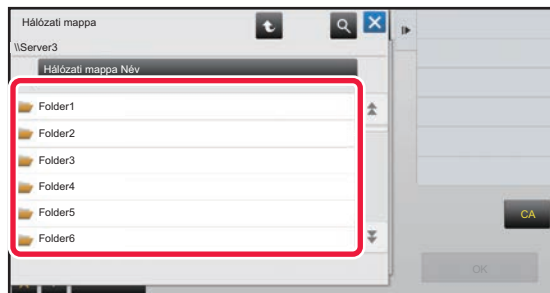 Hálózati mappa
\\Server3
Hálózati mappa Név
Folder1
Folder2
Folder3
Folder4
Folder5
Folder6
CA
OK